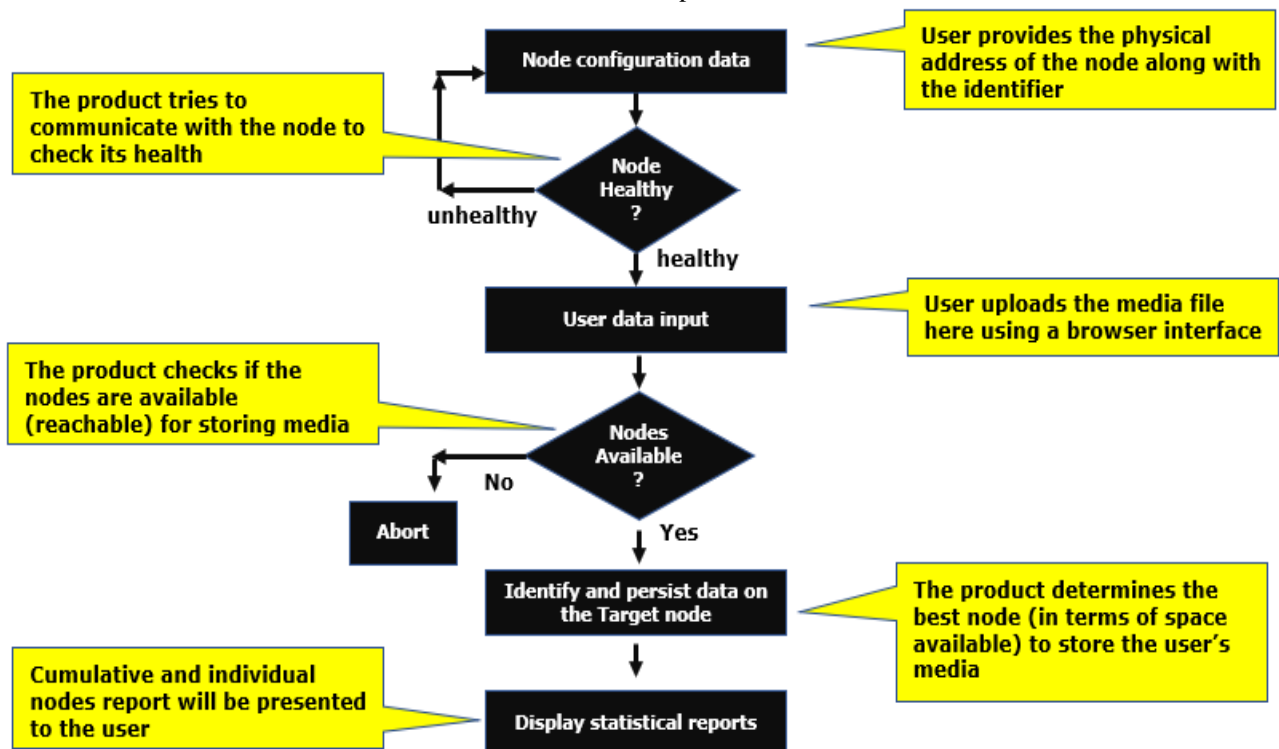 Node configuration data
User provides the physical
address of the node along with
the identifier
The product tries to
communicate with the node to
check its health
Node
Healthy
?
unhealthy
healthy
User data input
User uploads the media file
here using a browser interface
The product checks if the
nodes are available
(reachable) for storing media
Nodes
Available
?
No
Abort
Yes
Identify and persist data on
the Target node
The product determines the
best node (in terms of space
available) to store the user's
media
Cumulative and individual
nodes report will be presented
to the user
Display statistical reports